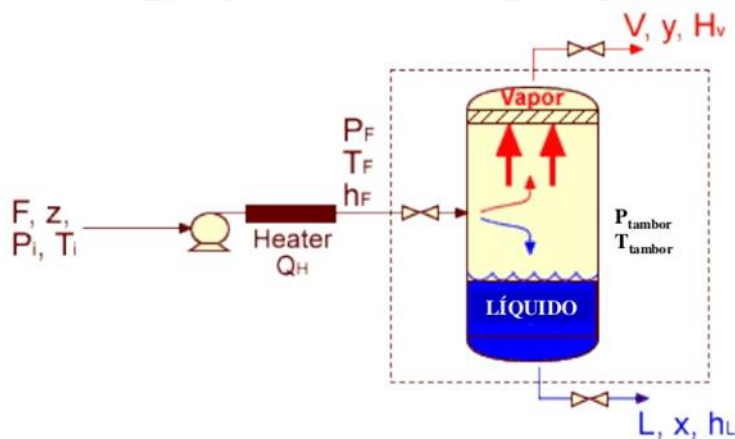 V, y, Hv
Vapor
PF
TF
hF
F, z,
Pi, Ti
Heater
QH
Ptambor
Ttambor
LÍQUIDO
L, x, hL